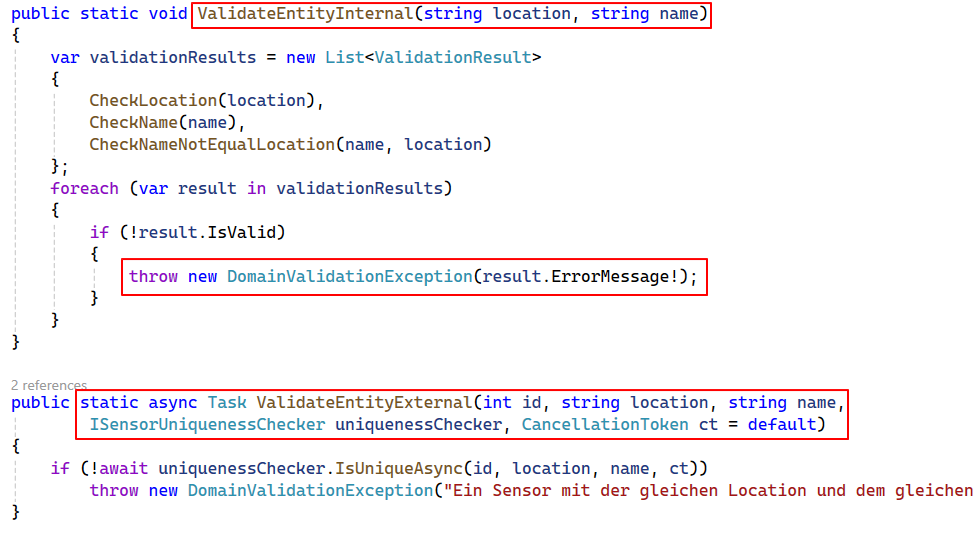 public static void ValidateEntityInternal(string location, string name)
{
    var validationResults = new List<ValidationResult>
    {
        CheckLocation(location),
        CheckName(name),
        CheckNameNotEqualLocation(name, location)
    };
    foreach (var result in validationResults)
    {
        if (!result.IsValid)
        {
            throw new DomainValidationException(result.ErrorMessage!);
        }
    }
}
2 references
public static async Task ValidateEntityExternal(int id, string location, string name,
        ISensorUniquenessChecker uniquenessChecker, CancellationToken ct = default)
{
    if (!await uniquenessChecker.IsUniqueAsync(id, location, name, ct))
        throw new DomainValidationException("Ein Sensor mit der gleichen Location und dem gleichen
}